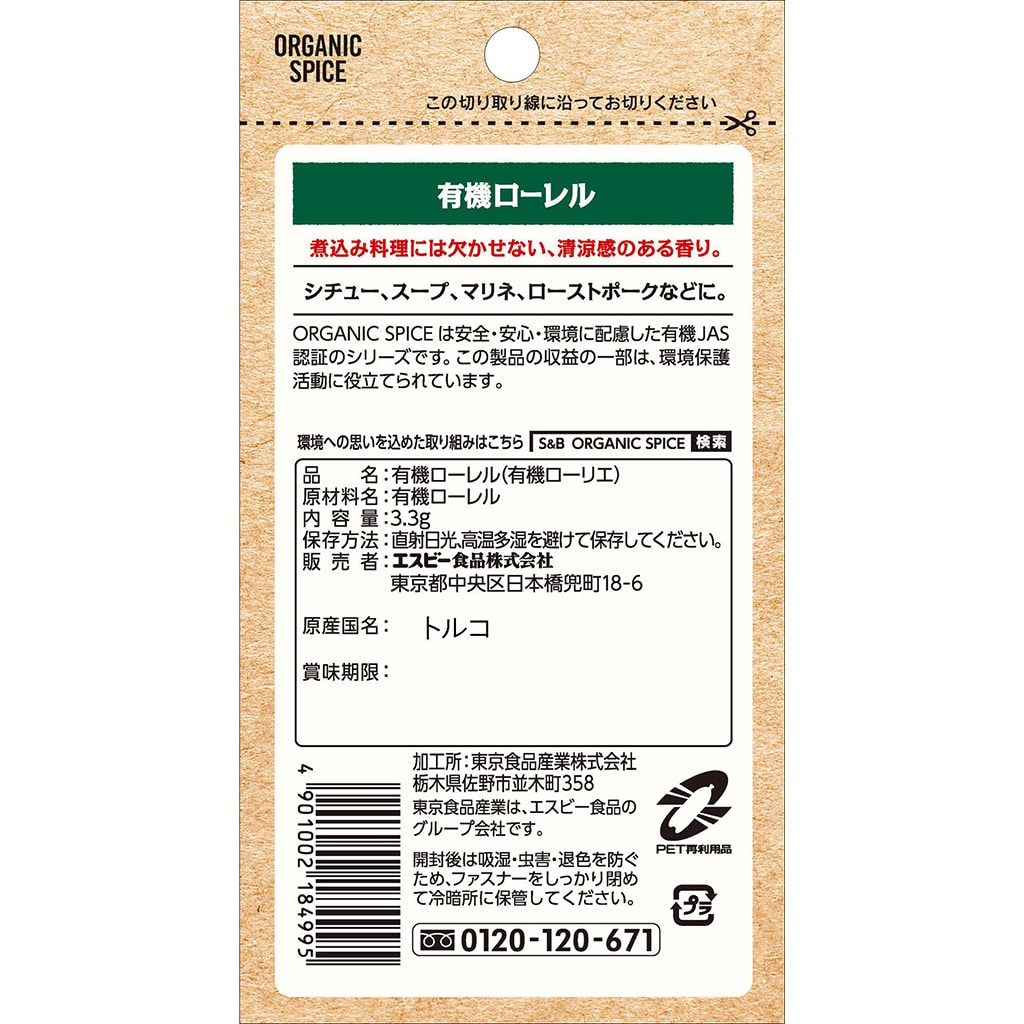 ORGANIC
SPICE
この切り取り線に沿ってお切りください
有機ローレル
煮込み料理には欠かせない、清涼感のある香り。
シチュー、スープ、マリネ、ローストポークなどに。
ORGANIC SPICE は安全・安心・環境に配慮した有機JAS
認証のシリーズです。この製品の収益の一部は、環境保護
活動に役立てられています。
環境への思いを込めた取り組みはこちら S&B ORGANIC SPICE 検索
品名：有機ローレル(有機ローリエ)
原材料名：有機ローレル
内容量：3.3g
保存方法：直射日光、高温多湿を避けて保存してください。
販売者：エスビー食品株式会社
東京都中央区日本橋兜町18-6
原産国名： トルコ
賞味期限：
加工所：東京食品産業株式会社
栃木県佐野市並木町358
東京食品産業は、エスビー食品の
グループ会社です。
開封後は吸湿・虫害・退色を防ぐ
ため、ファスナーをしっかり閉め
て冷暗所に保管してください。
0120-120-671
4 901002 184995
PET再利用品
プラ